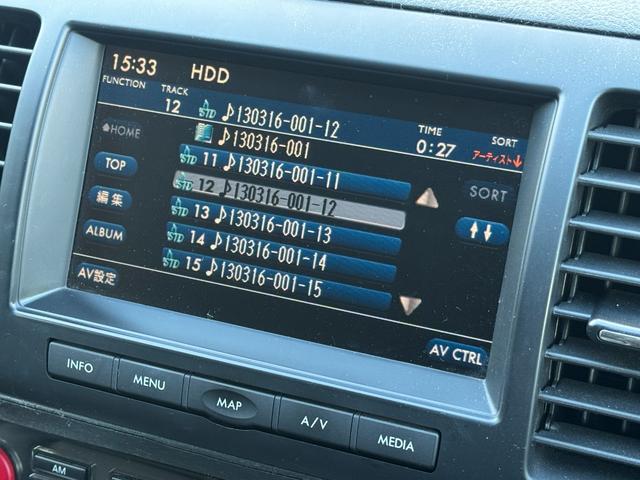 15:33 HDD
FUNCTION TRACK
12 STD ♪130316-001-12 TIME 0:27 SORT アーティスト↓
HOME ♪130316-001
STD 11 ♪130316-001-11
TOP STD 12 ♪130316-001-12 SORT
編集 STD 13 ♪130316-001-13
ALBUM STD 14 ♪130316-001-14
STD 15 ♪130316-001-15
AV設定
AV CTRL
INFO MENU MAP A/V MEDIA
AM